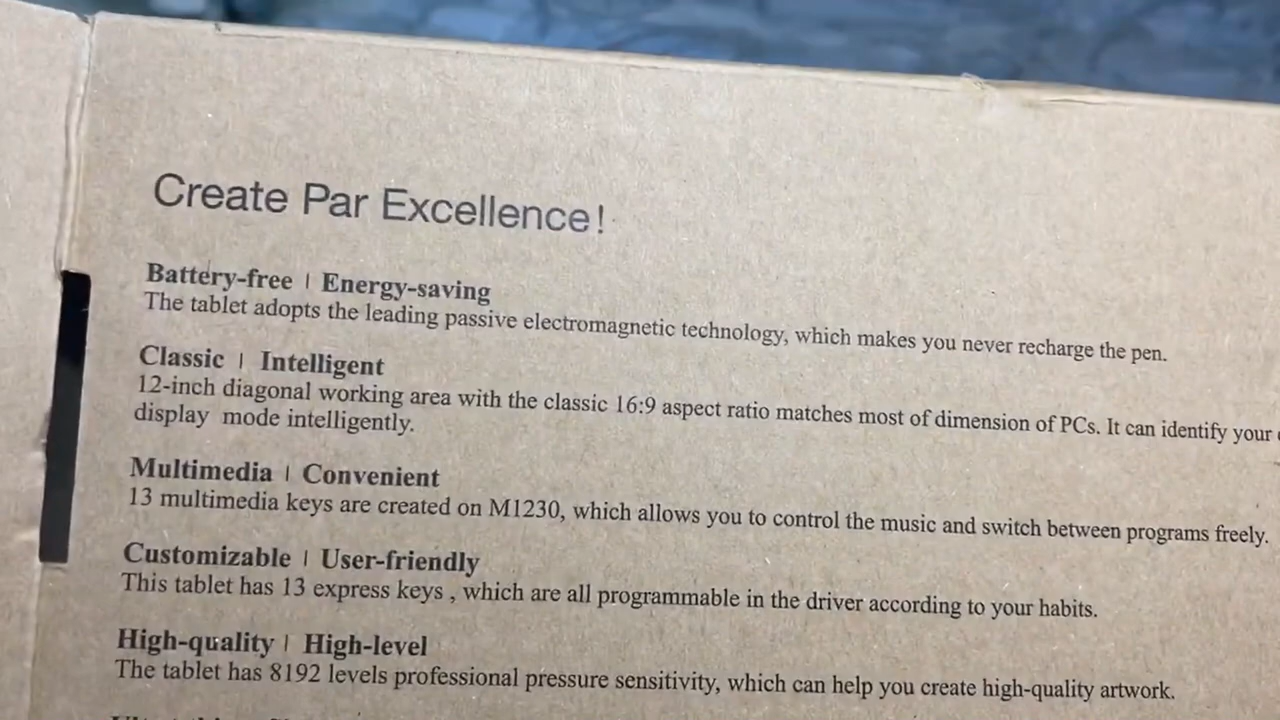 Create Par Excellence!
Battery-free | Energy-saving
The tablet adopts the leading passive electromagnetic technology, which makes you never recharge the pen.
Classic | Intelligent
12-inch diagonal working area with the classic 16:9 aspect ratio matches most of dimension of PCs. It can identify your
display mode intelligently.
Multimedia | Convenient
13 multimedia keys are created on M1230, which allows you to control the music and switch between programs freely.
Customizable | User-friendly
This tablet has 13 express keys , which are all programmable in the driver according to your habits.
High-quality | High-level
The tablet has 8192 levels professional pressure sensitivity, which can help you create high-quality artwork.